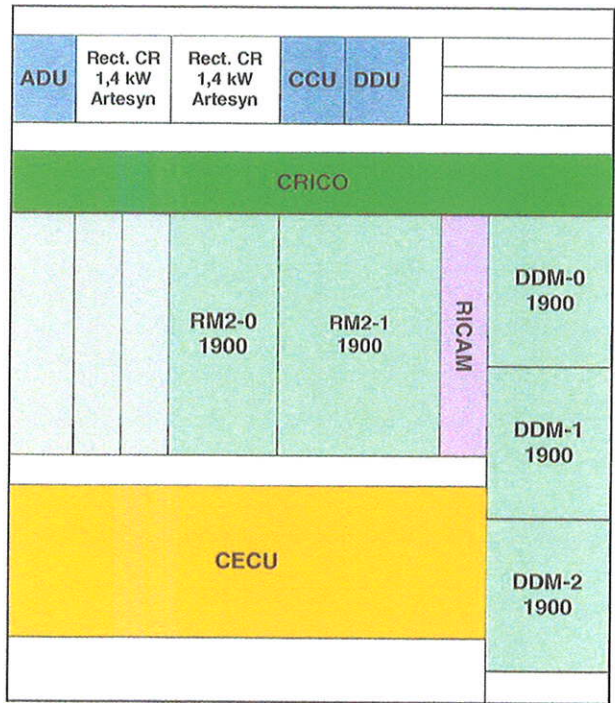 ADU
Rect. CR
1,4 kW
Artesyn
Rect. CR
1,4 kW
Artesyn
CCU
DDU
CRICO
RM2-0
1900
RM2-1
1900
RICAM
DDM-0
1900
DDM-1
1900
CECU
DDM-2
1900